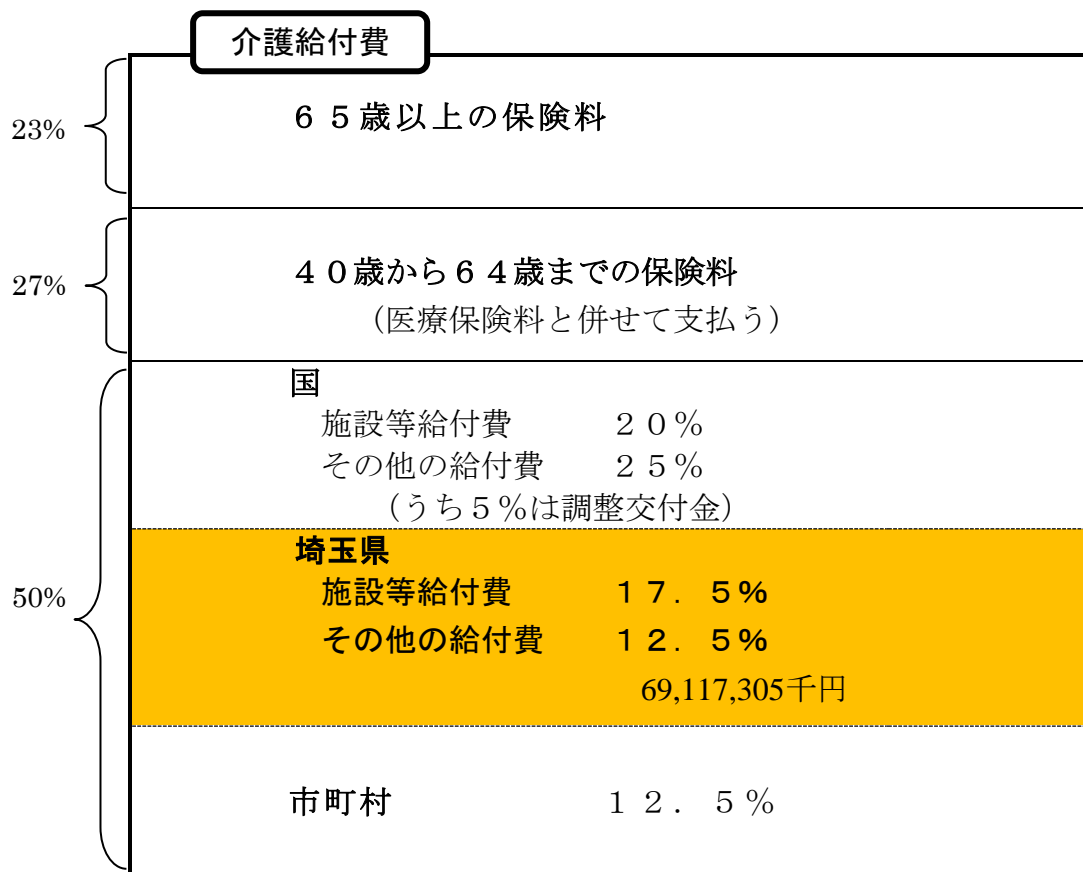 介護給付費
23%
６５歳以上の保険料
27%
４０歳から６４歳までの保険料
（医療保険料と併せて支払う）
50%
国
施設等給付費　２０％
その他の給付費　２５％
（うち５％は調整交付金）
埼玉県
施設等給付費　１７．５％
その他の給付費　１２．５％
69,117,305千円
市町村　１２．５％